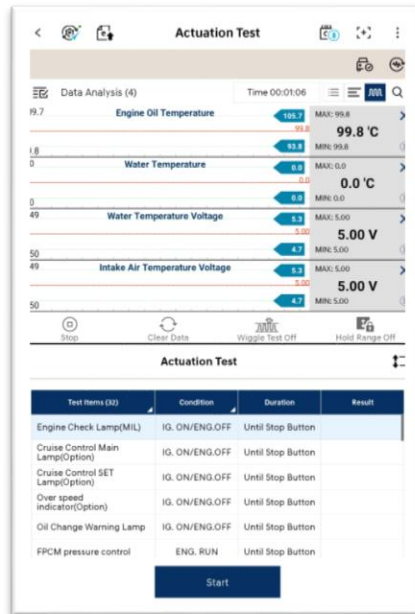 Actuation Test
Data Analysis (4)
Time 00:01:06
Engine Oil Temperature
105.7
99.8
93.8
MAX: 99.8
99.8 'C
MIN: 99.8
Water Temperature
0.0
0.0
0.0
MAX: 0.0
0.0 'C
MIN: 0.0
49
Water Temperature Voltage
5.3
5.00
4.7
50
MAX: 5.00
5.00 V
MIN: 5.00
49
Intake Air Temperature Voltage
5.3
5.00
4.7
50
MAX: 5.00
5.00 V
MIN: 5.00
Stop
Clear Data
Wiggle Test Off
Hold Range Off
Actuation Test
Test Items (32) Condition Duration Result
Engine Check Lamp(MIL) IG. ON/ENG.OFF Until Stop Button
Cruise Control Main
Lamp(Option) IG. ON/ENG.OFF Until Stop Button
Cruise Control SET
Lamp(Option) IG. ON/ENG.OFF Until Stop Button
Over speed
indicator(Option) IG. ON/ENG.OFF Until Stop Button
Oil Change Warning Lamp IG. ON/ENG.OFF Until Stop Button
FPCM pressure control ENG. RUN Until Stop Button
Start